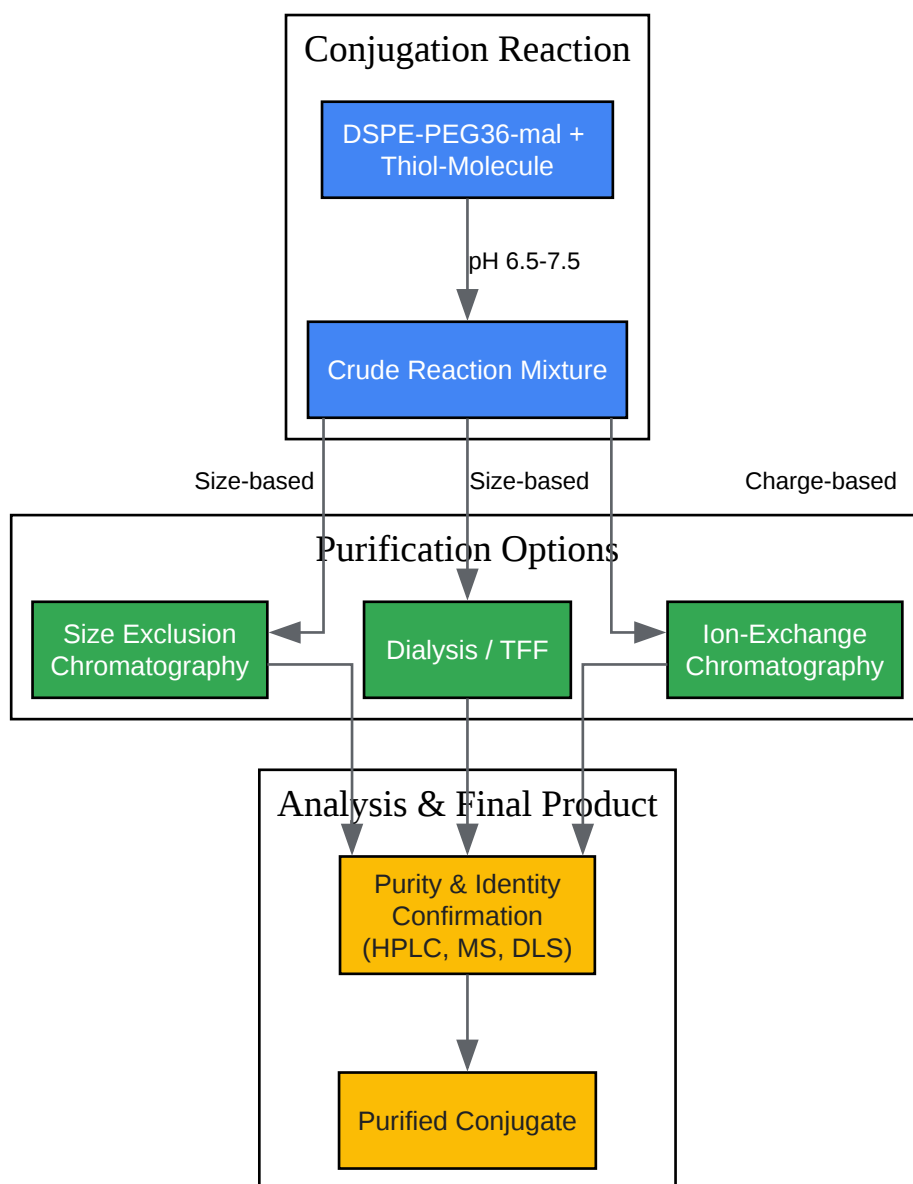 Conjugation Reaction
DSPE-PEG36-mal +
Thiol-Molecule
pH 6.5-7.5
Crude Reaction Mixture
Size-based
Size-based
Charge-based
Purification Options
Size Exclusion
Chromatography
Dialysis / TFF
Ion-Exchange
Chromatography
Analysis & Final Product
Purity & Identity
Confirmation
(HPLC, MS, DLS)
Purified Conjugate